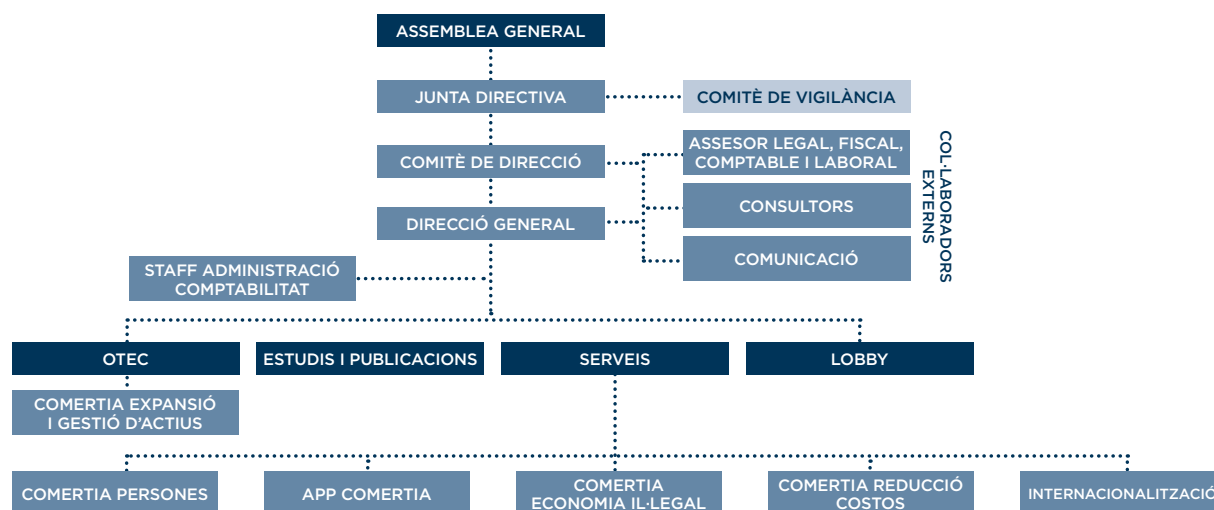 ASSEMBLEA GENERAL
JUNTA DIRECTIVA
COMITÈ DE VIGILÀNCIA
COMITÈ DE DIRECCIÓ
ASSESOR LEGAL, FISCAL,
COMPTABLE I LABORAL
CONSULTORS
DIRECCIÓ GENERAL
COMUNICACIÓ
COL·LABORADORS
EXTERNS
STAFF ADMINISTRACIÓ
COMPTABILITAT
OTEC
ESTUDIS I PUBLICACIONS
SERVEIS
LOBBY
COMERTIA EXPANSIÓ
I GESTIÓ D'ACTIUS
COMERTIA PERSONES
APP COMERTIA
COMERTIA
ECONOMIA IL·LEGAL
COMERTIA REDUCCIÓ
COSTOS
INTERNACIONALITZACIÓ